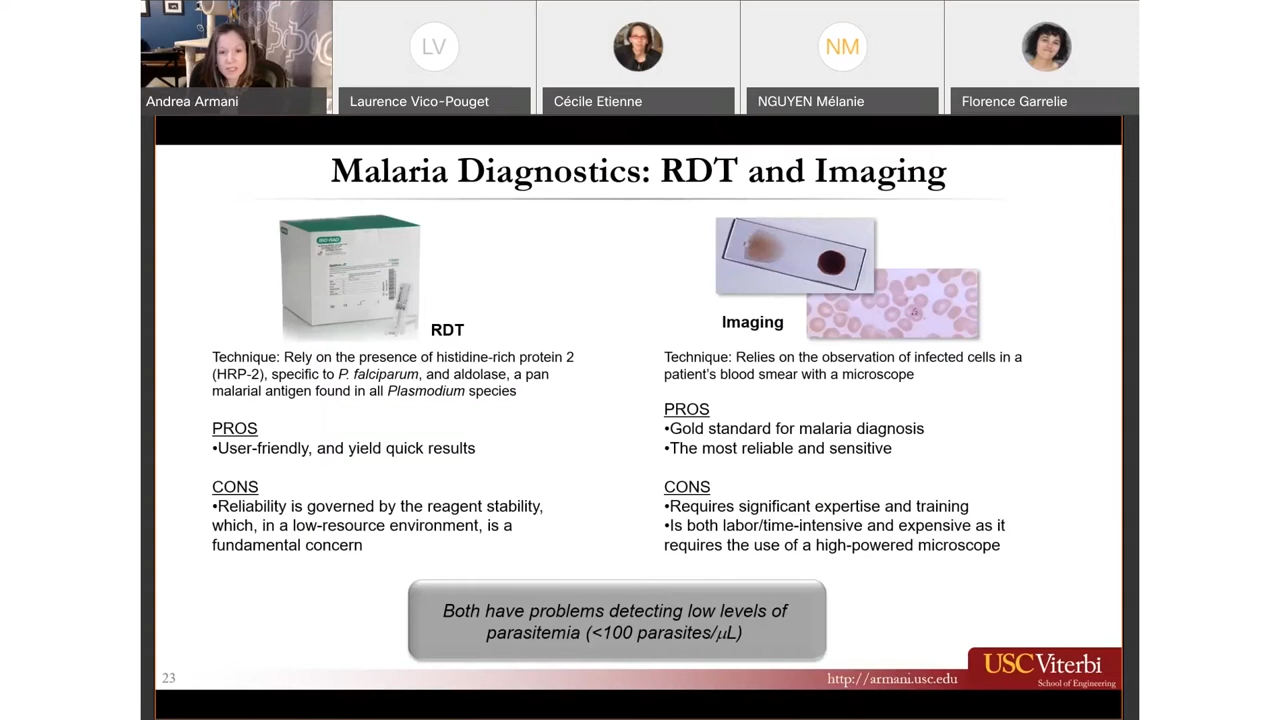 LV
NM
Andrea Armani
Laurence Vico-Pouget
Cécile Etienne
NGUYEN Mélanie
Florence Garrelie
Malaria Diagnostics: RDT and Imaging
BIO-RAD
RDT
Technique: Rely on the presence of histidine-rich protein 2
(HRP-2), specific to P. falciparum, and aldolase, a pan
malarial antigen found in all Plasmodium species
PROS
•User-friendly, and yield quick results
CONS
•Reliability is governed by the reagent stability,
which, in a low-resource environment, is a
fundamental concern
Imaging
Technique: Relies on the observation of infected cells in a
patient's blood smear with a microscope
PROS
•Gold standard for malaria diagnosis
•The most reliable and sensitive
CONS
•Requires significant expertise and training
•Is both labor/time-intensive and expensive as it
requires the use of a high-powered microscope
Both have problems detecting low levels of
parasitemia (<100 parasites/μL)
23
http://armani.usc.edu
USC Viterbi
School of Engineering